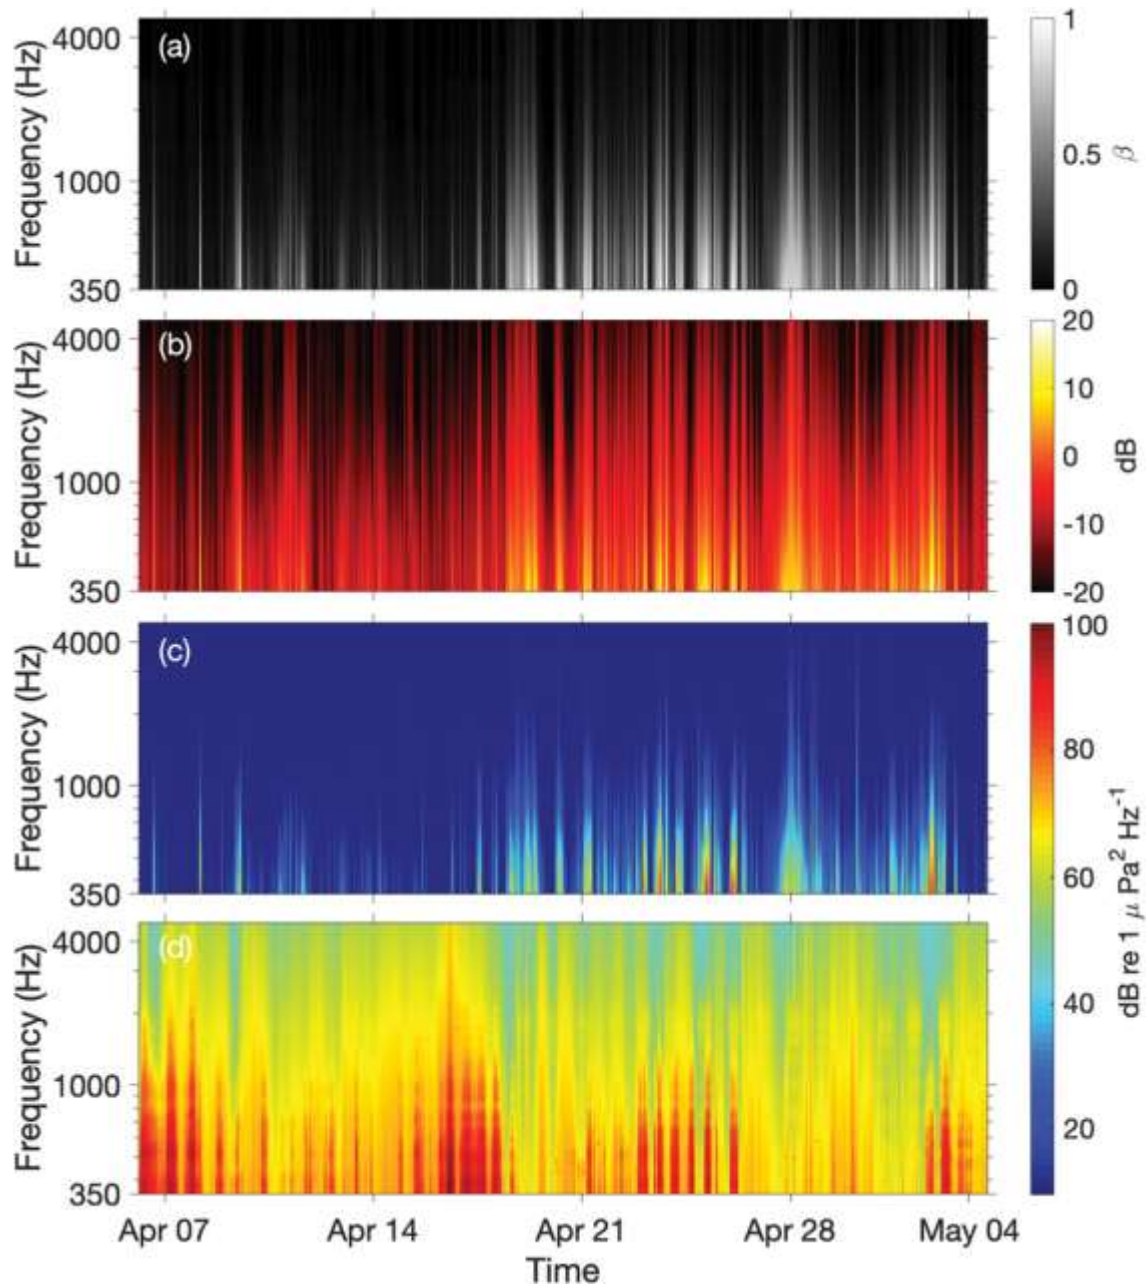 (a)
Frequency (Hz)
4000
1000
350
1
0.5
0
β
(b)
Frequency (Hz)
4000
1000
350
20
10
0
-10
-20
dB
(c)
Frequency (Hz)
4000
1000
350
(d)
Frequency (Hz)
4000
1000
350
100
80
60
40
20
dB re 1 μ Pa² Hz⁻¹
Apr 07 Apr 14 Apr 21 Apr 28 May 04
Time